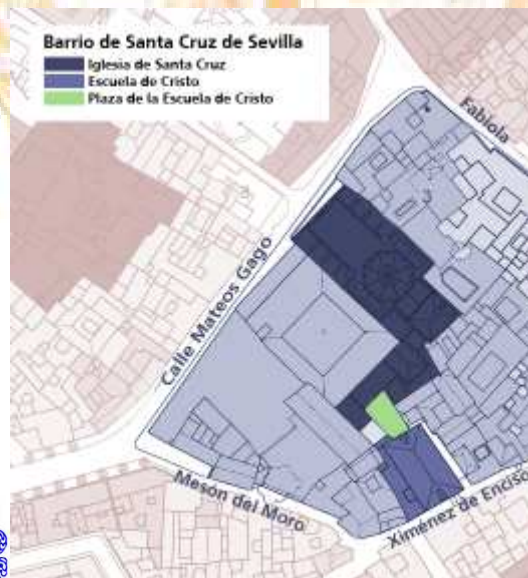 Barrio de Santa Cruz de Sevilla
Iglesia de Santa Cruz
Escuela de Cristo
Plaza de la Escuela de Cristo
Fabiola
Calle Mateos Gago
Mesón del Moro
Ximénez de Enciso